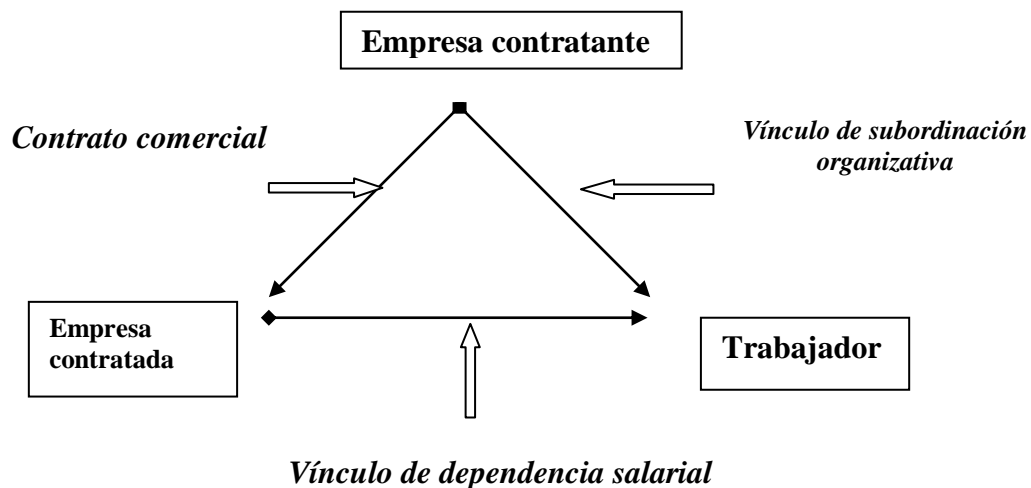 Empresa contratante
Contrato comercial
Vínculo de subordinación
organizativa
Empresa
contratada
Trabajador
Vínculo de dependencia salarial